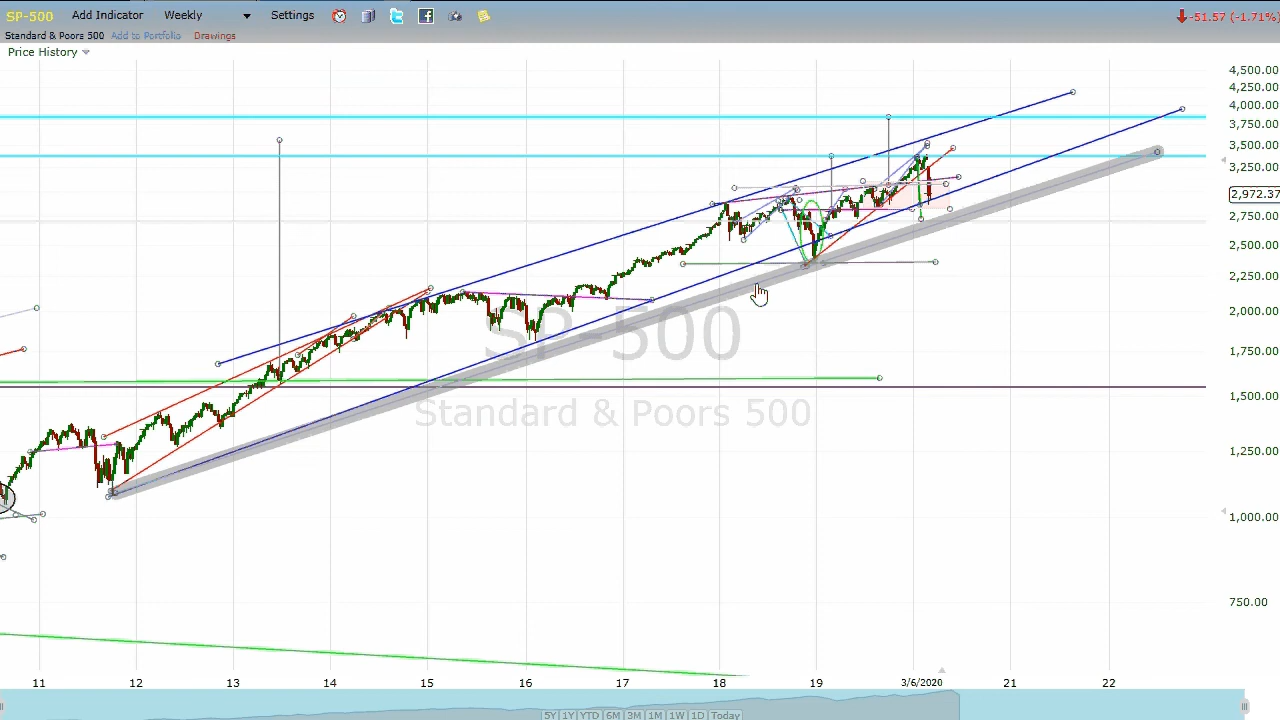 SP-500 Add Indicator Weekly Settings -51.57 (-1.71%)
Standard & Poors 500 Add to Portfolio Drawings
Price History
4,500.00
4,250.00
4,000.00
3,750.00
3,500.00
3,250.00
2,972.37
2,750.00
2,500.00
2,250.00
2,000.00
1,750.00
1,500.00
1,250.00
1,000.00
750.00
SP-500
Standard & Poors 500
11 12 13 14 15 16 17 18 19 3/6/2020 21 22
5Y 1Y YTD 6M 3M 1M 1W 1D Today